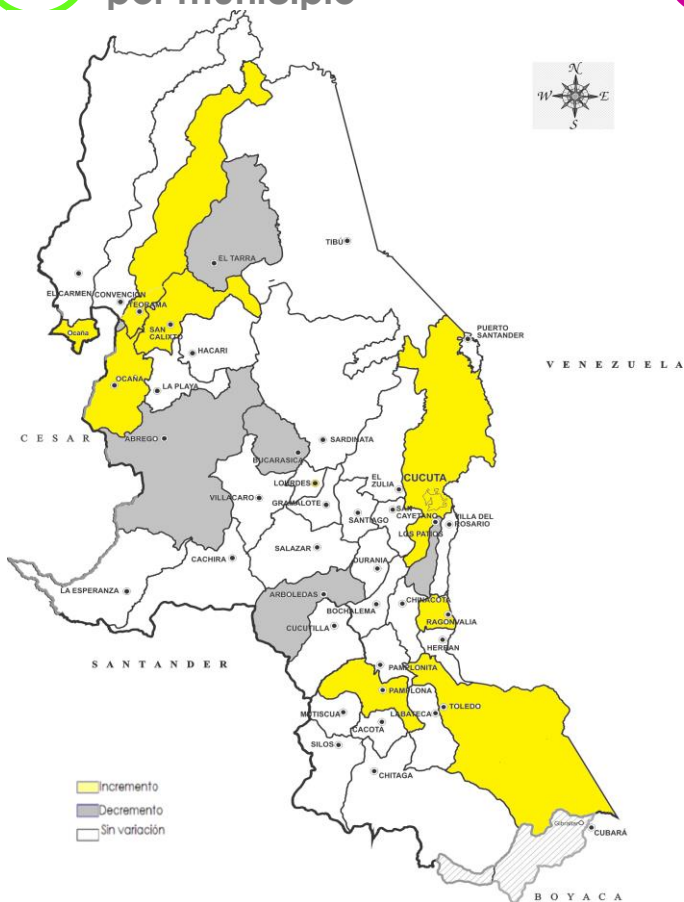 por municipio
N
W E
S
EL TARRA
TIBÚ
EL CARMEN
CONVENCIÓN
TEORAMA
Ocaña
SAN
CALIXTO
PUERTO
SANTANDER
HACARI
VENEZUELA
OCAÑA
LA PLAYA
CESAR
ABREGO
SARDINATA
BUCARASICA
CUCUTA
LOURDES
EL
ZULIA
VILLACARO
GRAMALOTE
SANTIAGO
SAN
CAYETANO
VILLA DEL
ROSARIO
LOS PATIOS
SALAZAR
CACHIRA
DURANIA
LA ESPERANZA
ARBOLEDAS
BOCHALEMA
CHINACOTA
CUCUTILLA
RAGONVALIA
HERRAN
SANTANDER
PAMPLONITA
PAMPLONA
MUTISCUA
LABATECA
TOLEDO
CACOTA
SILOS
CHITAGA
Incremento
Decremento
Sin variación
Gibraltar
CUBARÁ
BOYACA